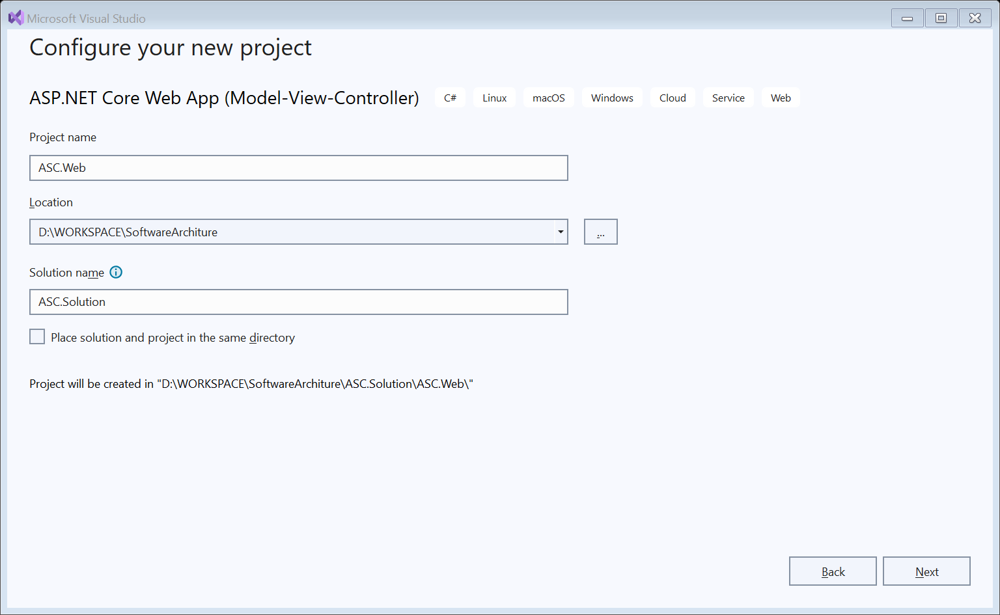 Microsoft Visual Studio
Configure your new project
ASP.NET Core Web App (Model-View-Controller) C# Linux macOS Windows Cloud Service Web
Project name
ASC.Web
Location
D:\WORKSPACE\SoftwareArchiture
...
Solution name
ASC.Solution
Place solution and project in the same directory
Project will be created in "D:\WORKSPACE\SoftwareArchiture\ASC.Solution\ASC.Web\"
Back Next